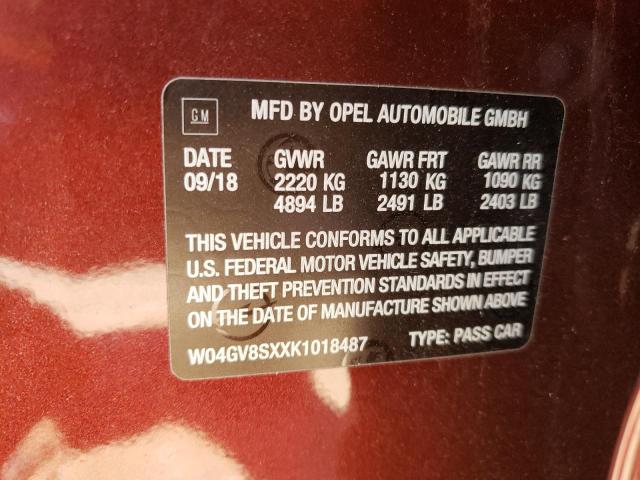 GM
MFD BY OPEL AUTOMOBILE GMBH
DATE GVWR GAWR FRT GAWR RR
09/18 2220 KG 1130 KG 1090 KG
4894 LB 2491 LB 2403 LB
THIS VEHICLE CONFORMS TO ALL APPLICABLE
U.S. FEDERAL MOTOR VEHICLE SAFETY, BUMPER
AND THEFT PREVENTION STANDARDS IN EFFECT
ON THE DATE OF MANUFACTURE SHOWN ABOVE
W04GV8SXXK1018487 TYPE: PASS CAR